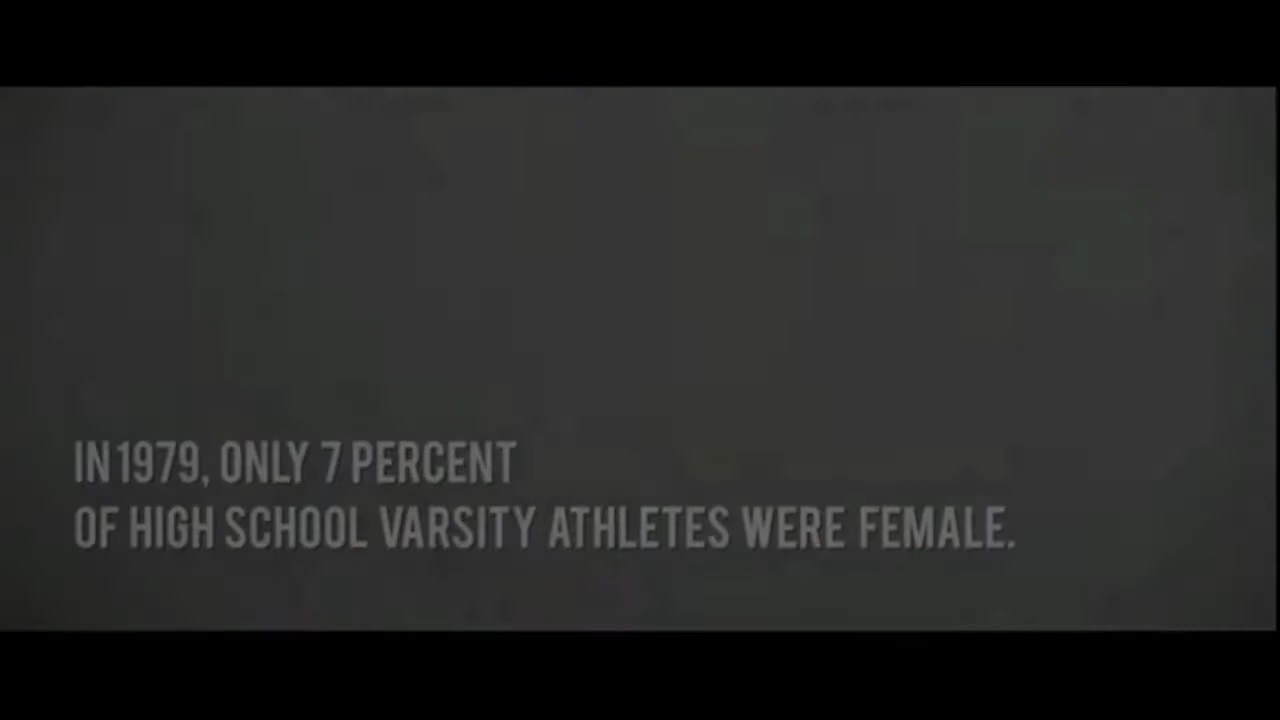 IN 1979, ONLY 7 PERCENT
OF HIGH SCHOOL VARSITY ATHLETES WERE FEMALE.